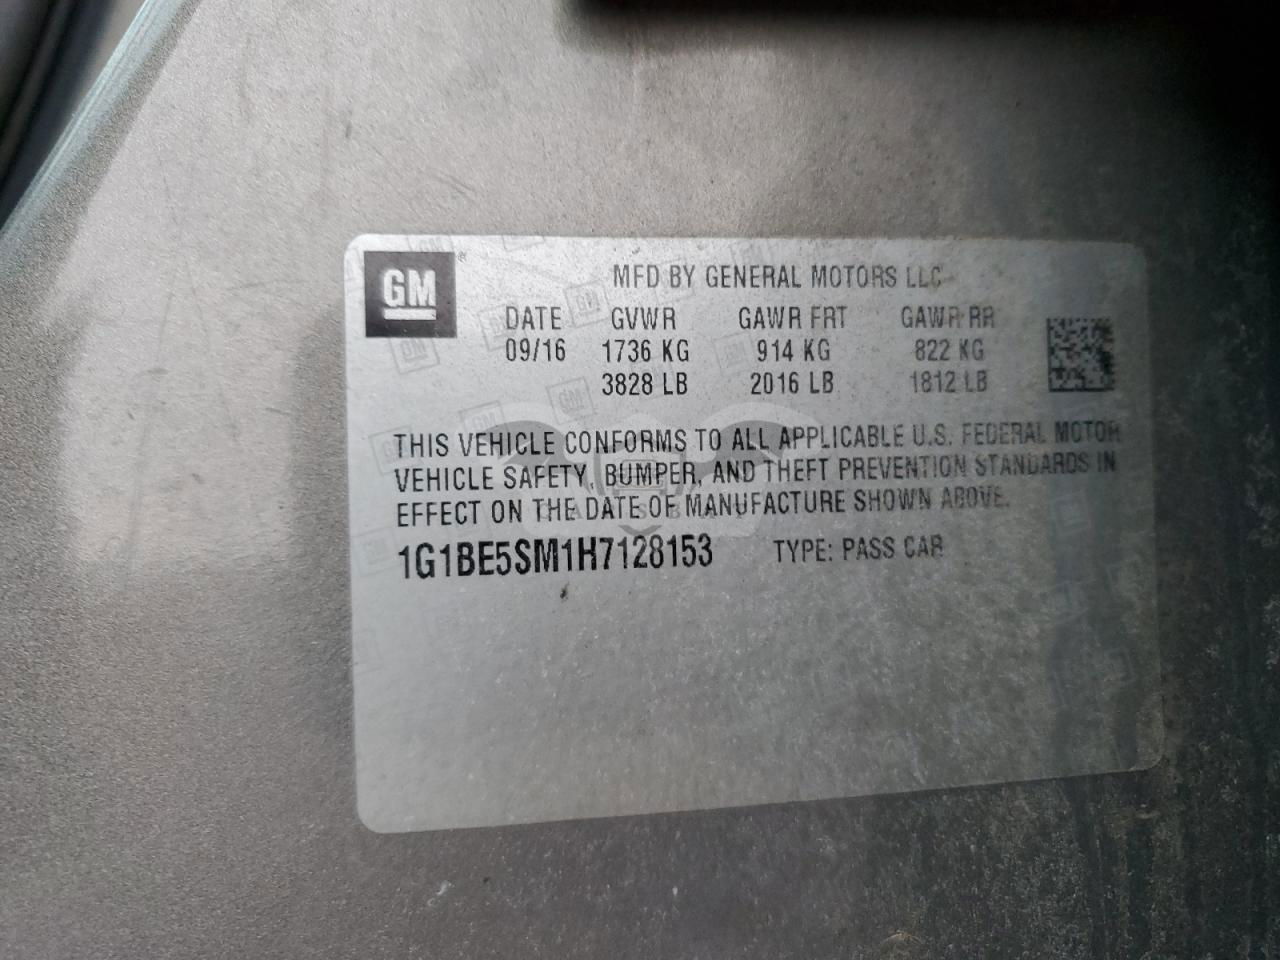 GM®
MFD BY GENERAL MOTORS LLC
DATE GVWR GAWR FRT GAWR RR
09/16 1736 KG 914 KG 822 KG
3828 LB 2016 LB 1812 LB
THIS VEHICLE CONFORMS TO ALL APPLICABLE U.S. FEDERAL MOTOR
VEHICLE SAFETY, BUMPER, AND THEFT PREVENTION STANDARDS IN
EFFECT ON THE DATE OF MANUFACTURE SHOWN ABOVE.
1G1BE5SM1H7128153 TYPE: PASS CAR